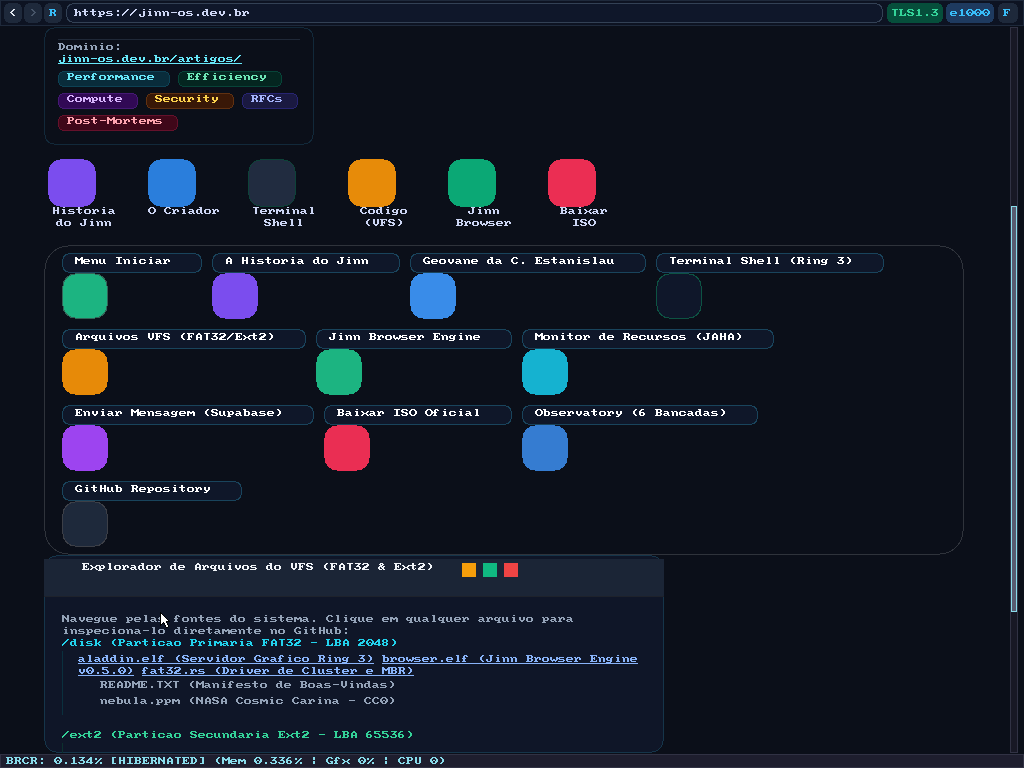 R https://jinn-os.dev.br TLS1.3 e1000 F
Dominio:
jinn-os.dev.br/artigos/
Performance Efficiency
Compute Security RFCs
Post-Mortems
Historia do Jinn
O Criador
Terminal Shell
Codigo (VFS)
Jinn Browser
Baixar ISO
Menu Iniciar A Historia do Jinn Geovane da C. Estanislau Terminal Shell (Ring 3)
Arquivos VFS (FAT32/Ext2) Jinn Browser Engine Monitor de Recursos (JAHA)
Enviar Mensagem (Supabase) Baixar ISO Oficial Observatory (6 Bancadas)
GitHub Repository
Explorador de Arquivos do VFS (FAT32 & Ext2)
Navegue pelas fontes do sistema. Clique em qualquer arquivo para
inspeciona-lo diretamente no GitHub:
/disk (Particao Primaria FAT32 - LBA 2048)
aladdin.elf (Servidor Grafico Ring 3) browser.elf (Jinn Browser Engine
v0.5.0) fat32.rs (Driver de Cluster e MBR)
README.TXT (Manifesto de Boas-Vindas)
nebula.ppm (NASA Cosmic Carina - CC0)
/ext2 (Particao Secundaria Ext2 - LBA 65536)
BRCR: 0.134% [HIBERNATED] (Mem 0.336% | Gfx 0% | CPU 0)